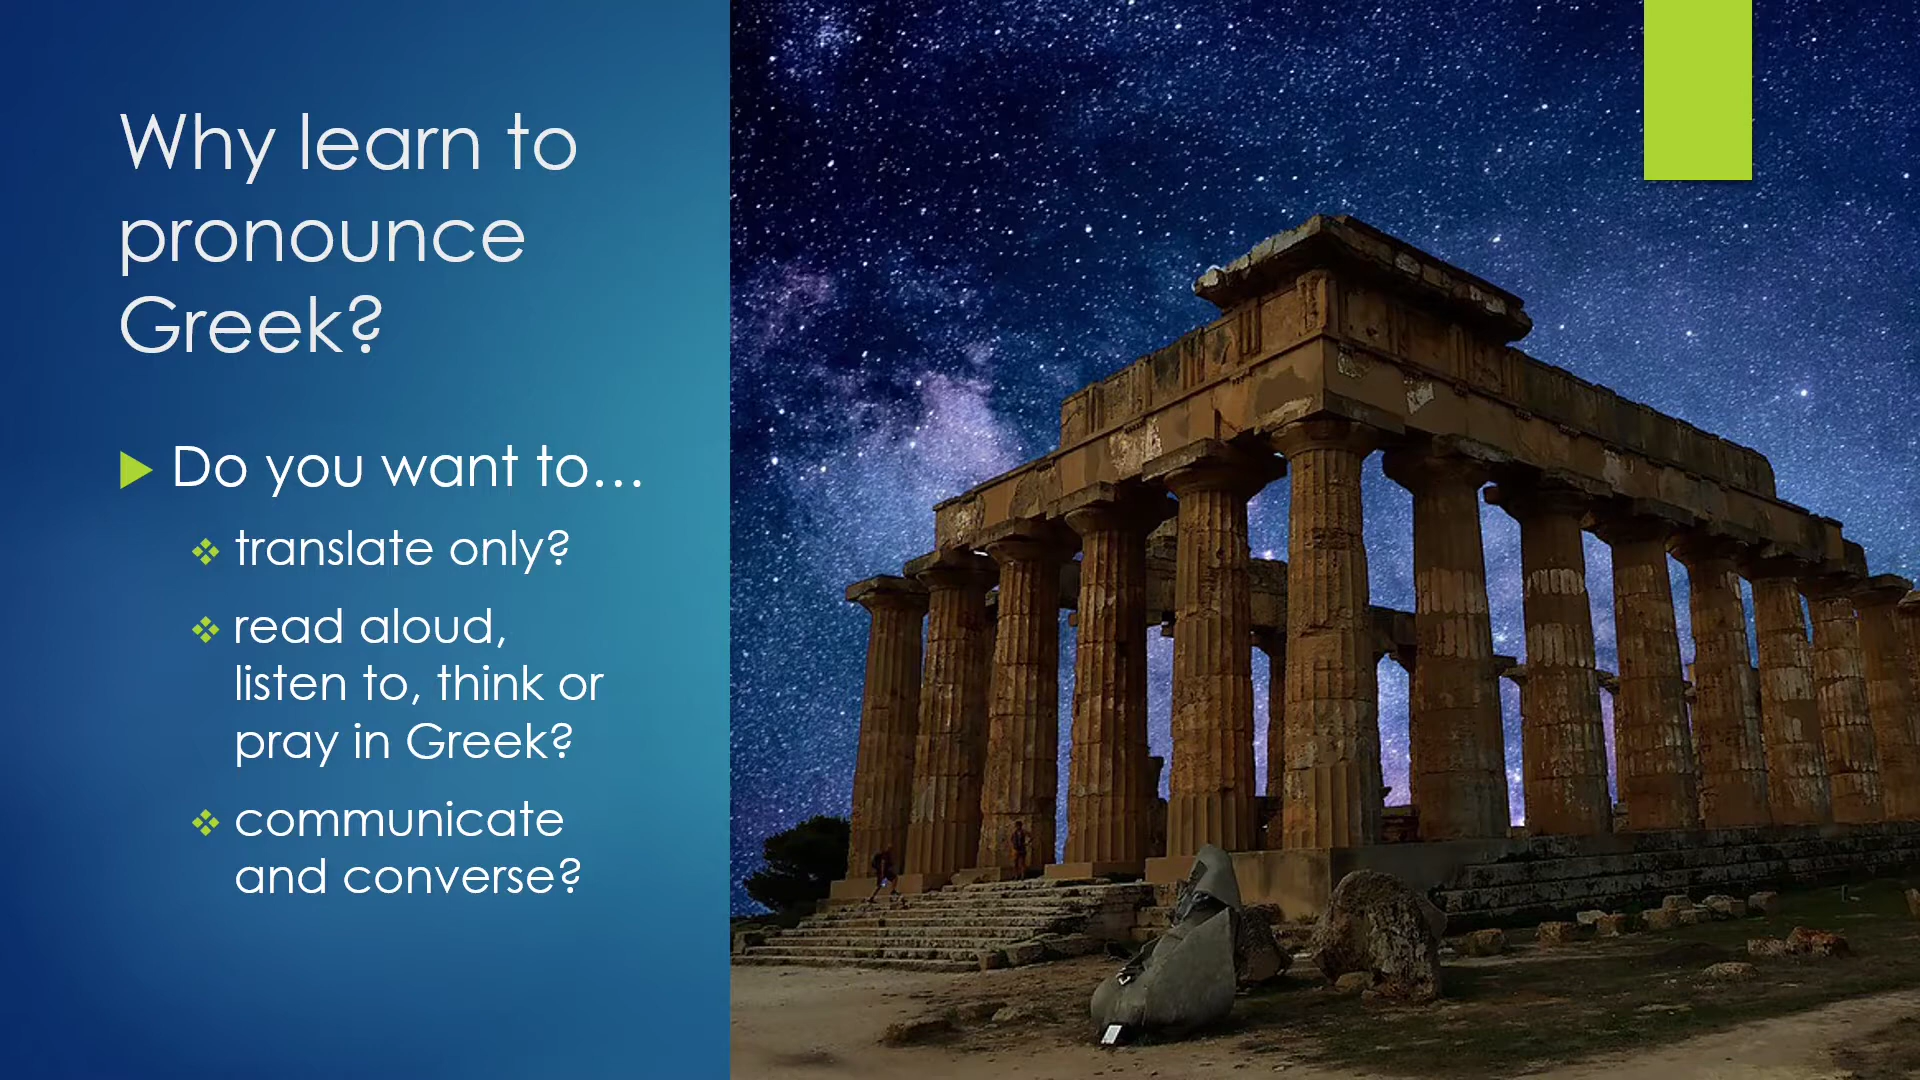 Why learn to
pronounce
Greek?
Do you want to…
translate only?
read aloud,
listen to, think or
pray in Greek?
communicate
and converse?